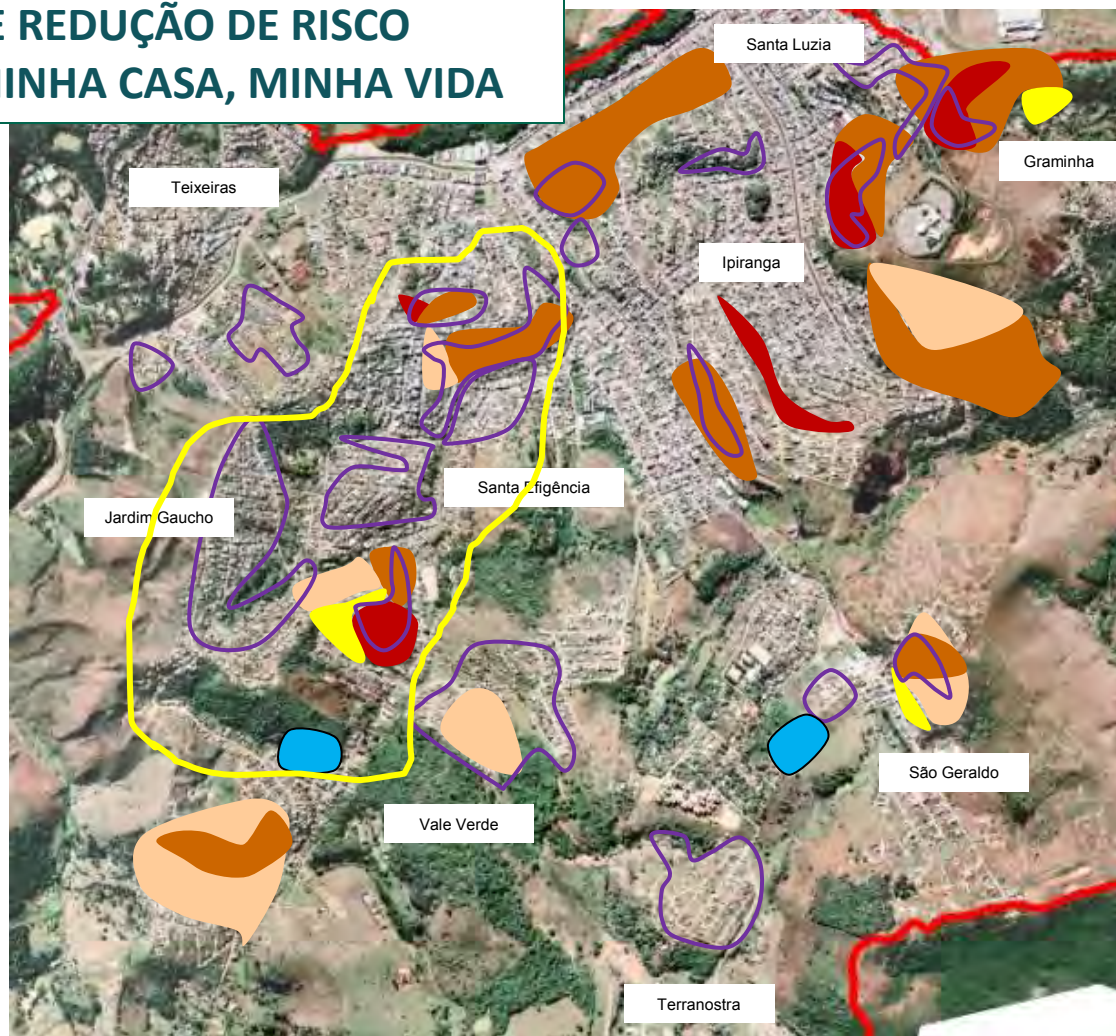 E REDUÇÃO DE RISCO
MINHA CASA, MINHA VIDA
Santa Luzia
Graminha
Teixeiras
Ipiranga
Santa Efigência
Jardim Gaucho
São Geraldo
Vale Verde
Terranostra